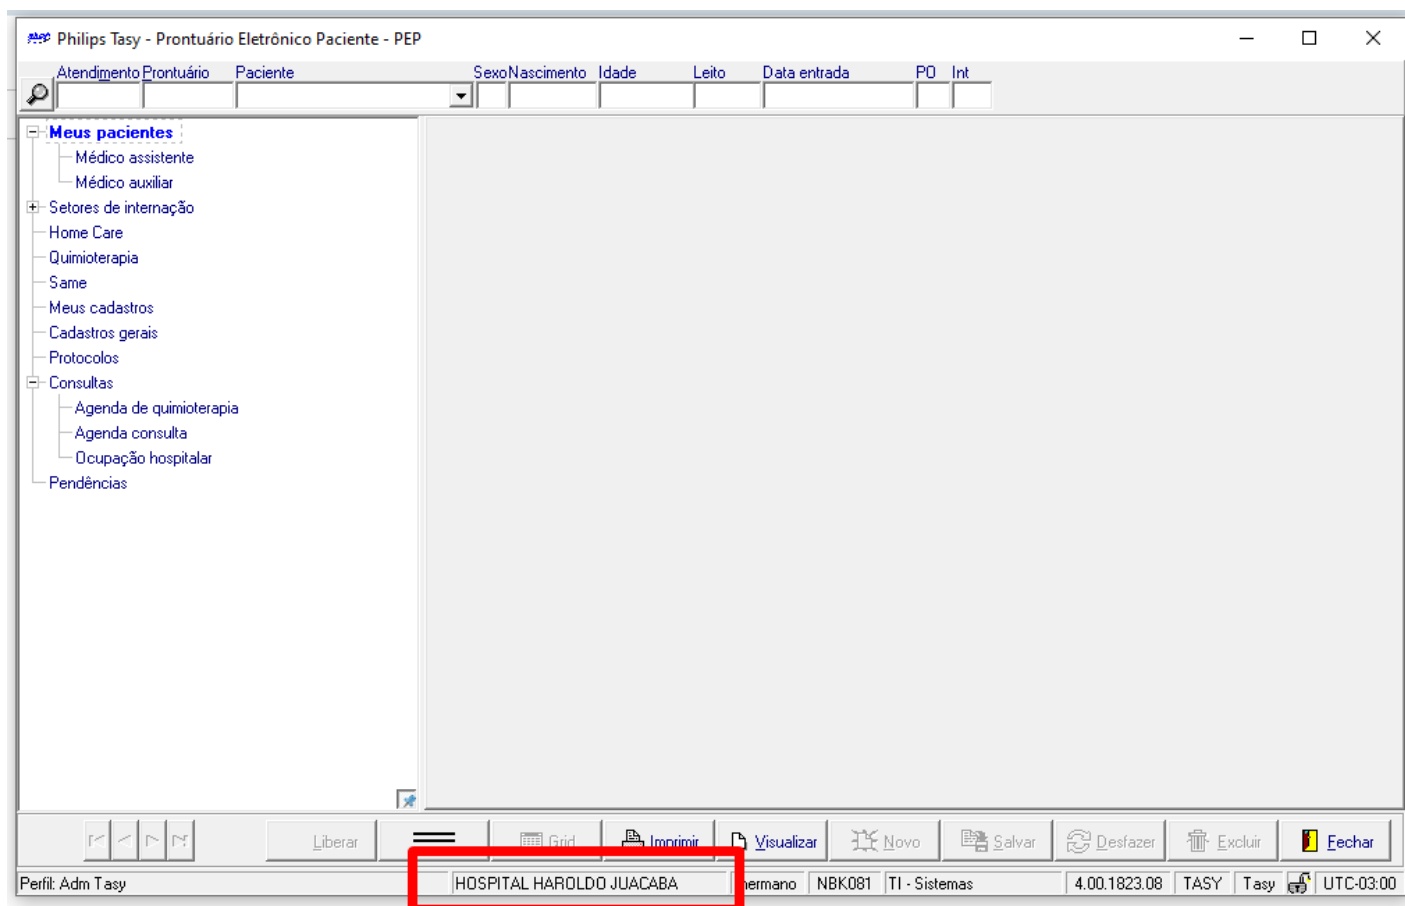 Philips Tasy - Prontuário Eletrônico Paciente - PEP
Atendimento Prontuário Paciente Sexo Nascimento Idade Leito Data entrada PO Int
Meus pacientes
Médico assistente
Médico auxiliar
Setores de internação
Home Care
Quimioterapia
Same
Meus cadastros
Cadastros gerais
Protocolos
Consultas
Agenda de quimioterapia
Agenda consulta
Ocupação hospitalar
Pendências
Liberar Grid Imprimir Visualizar Novo Salvar Desfazer Excluir Fechar
Perfil: Adm Tasy HOSPITAL HAROLDO JUACABA NBK081 TI - Sistemas 4.00.1823.08 TASY Tasy UTC-03:00